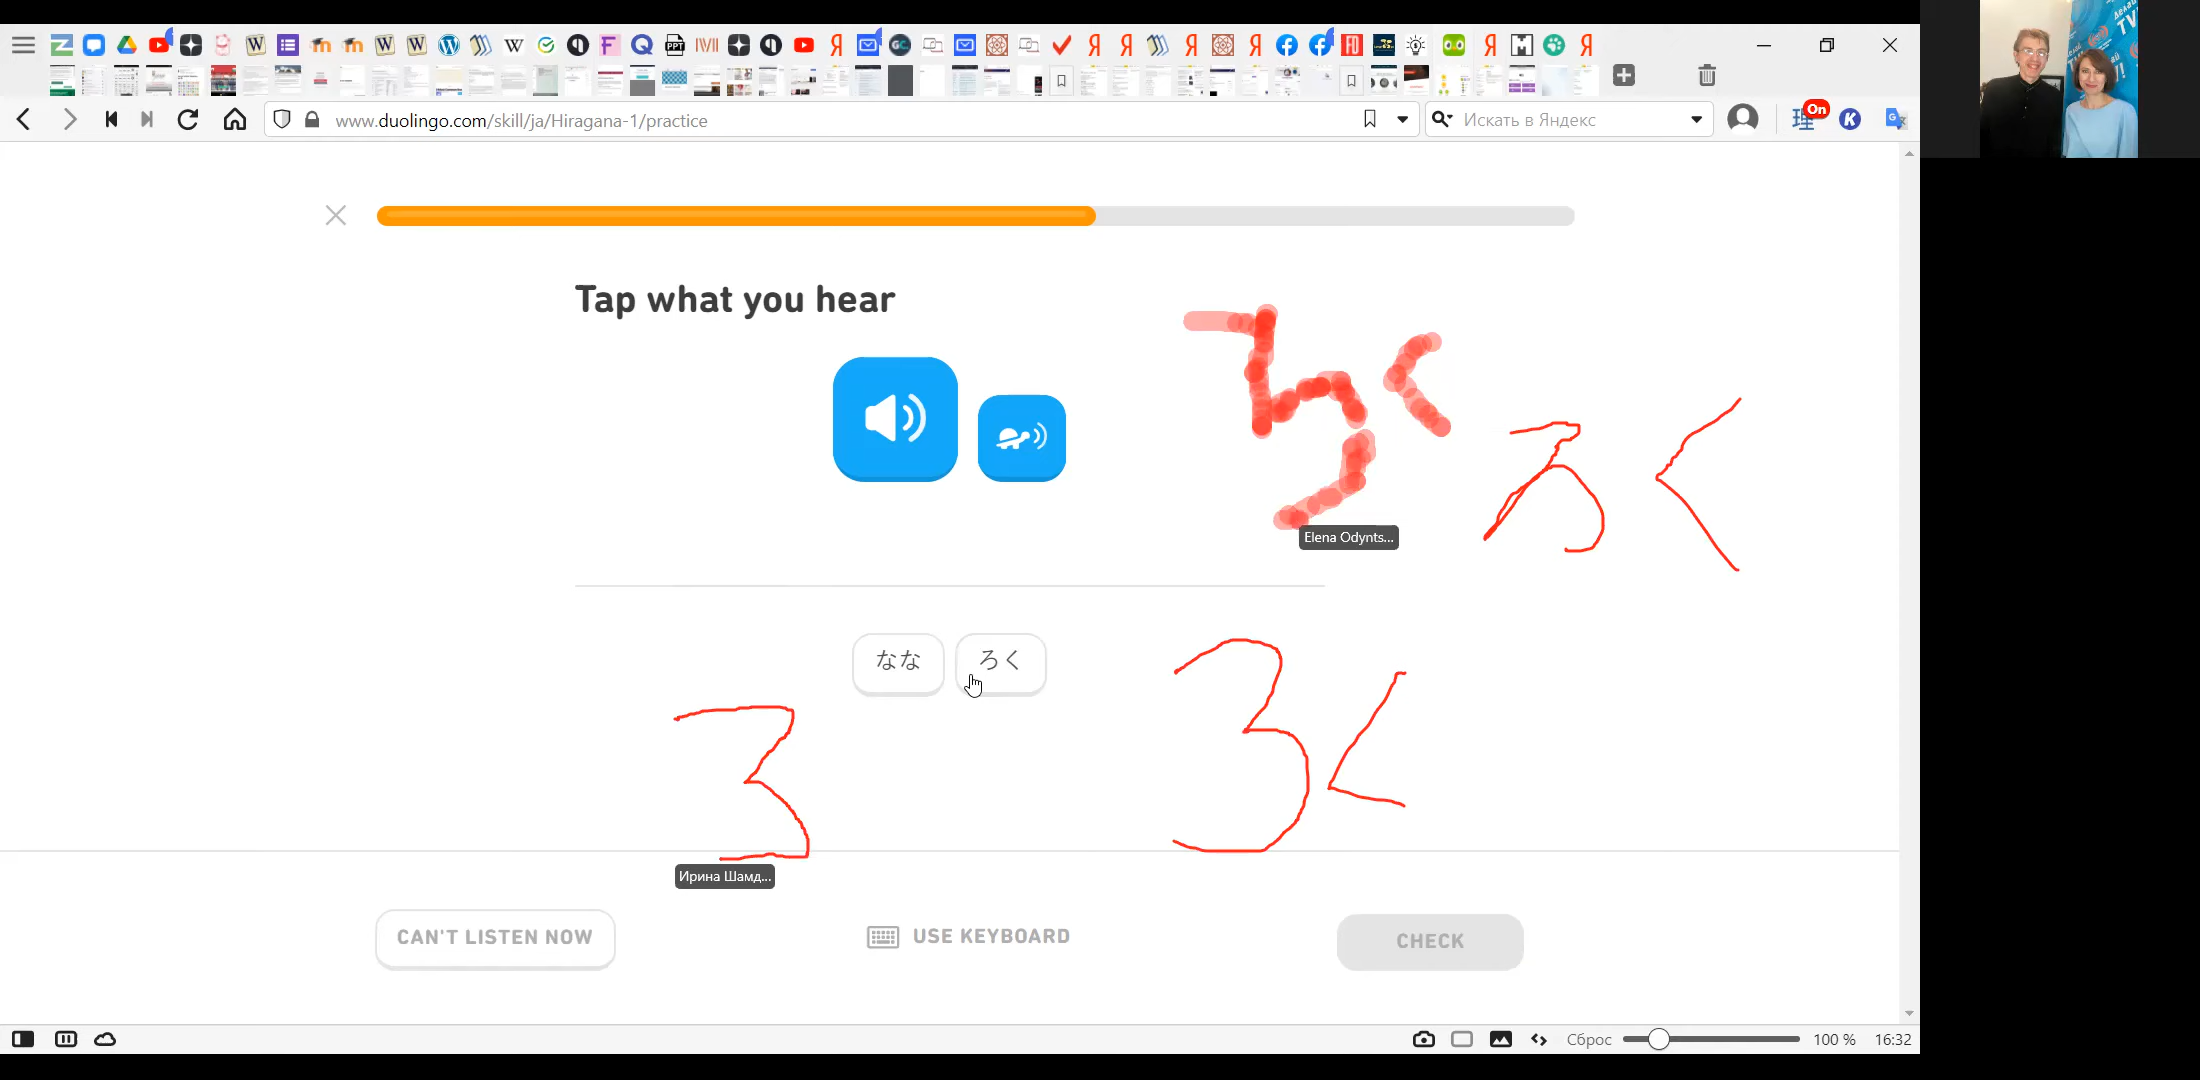 www.duolingo.com/skill/ja/Hiragana-1/practice
Искать в Яндекс
On
Tap what you hear
ろく
ろく
Elena Odynts...
なな
ろく
ろ
ろく
Ирина Шамд...
CAN'T LISTEN NOW
USE KEYBOARD
CHECK
Сброс
100 %
16:32